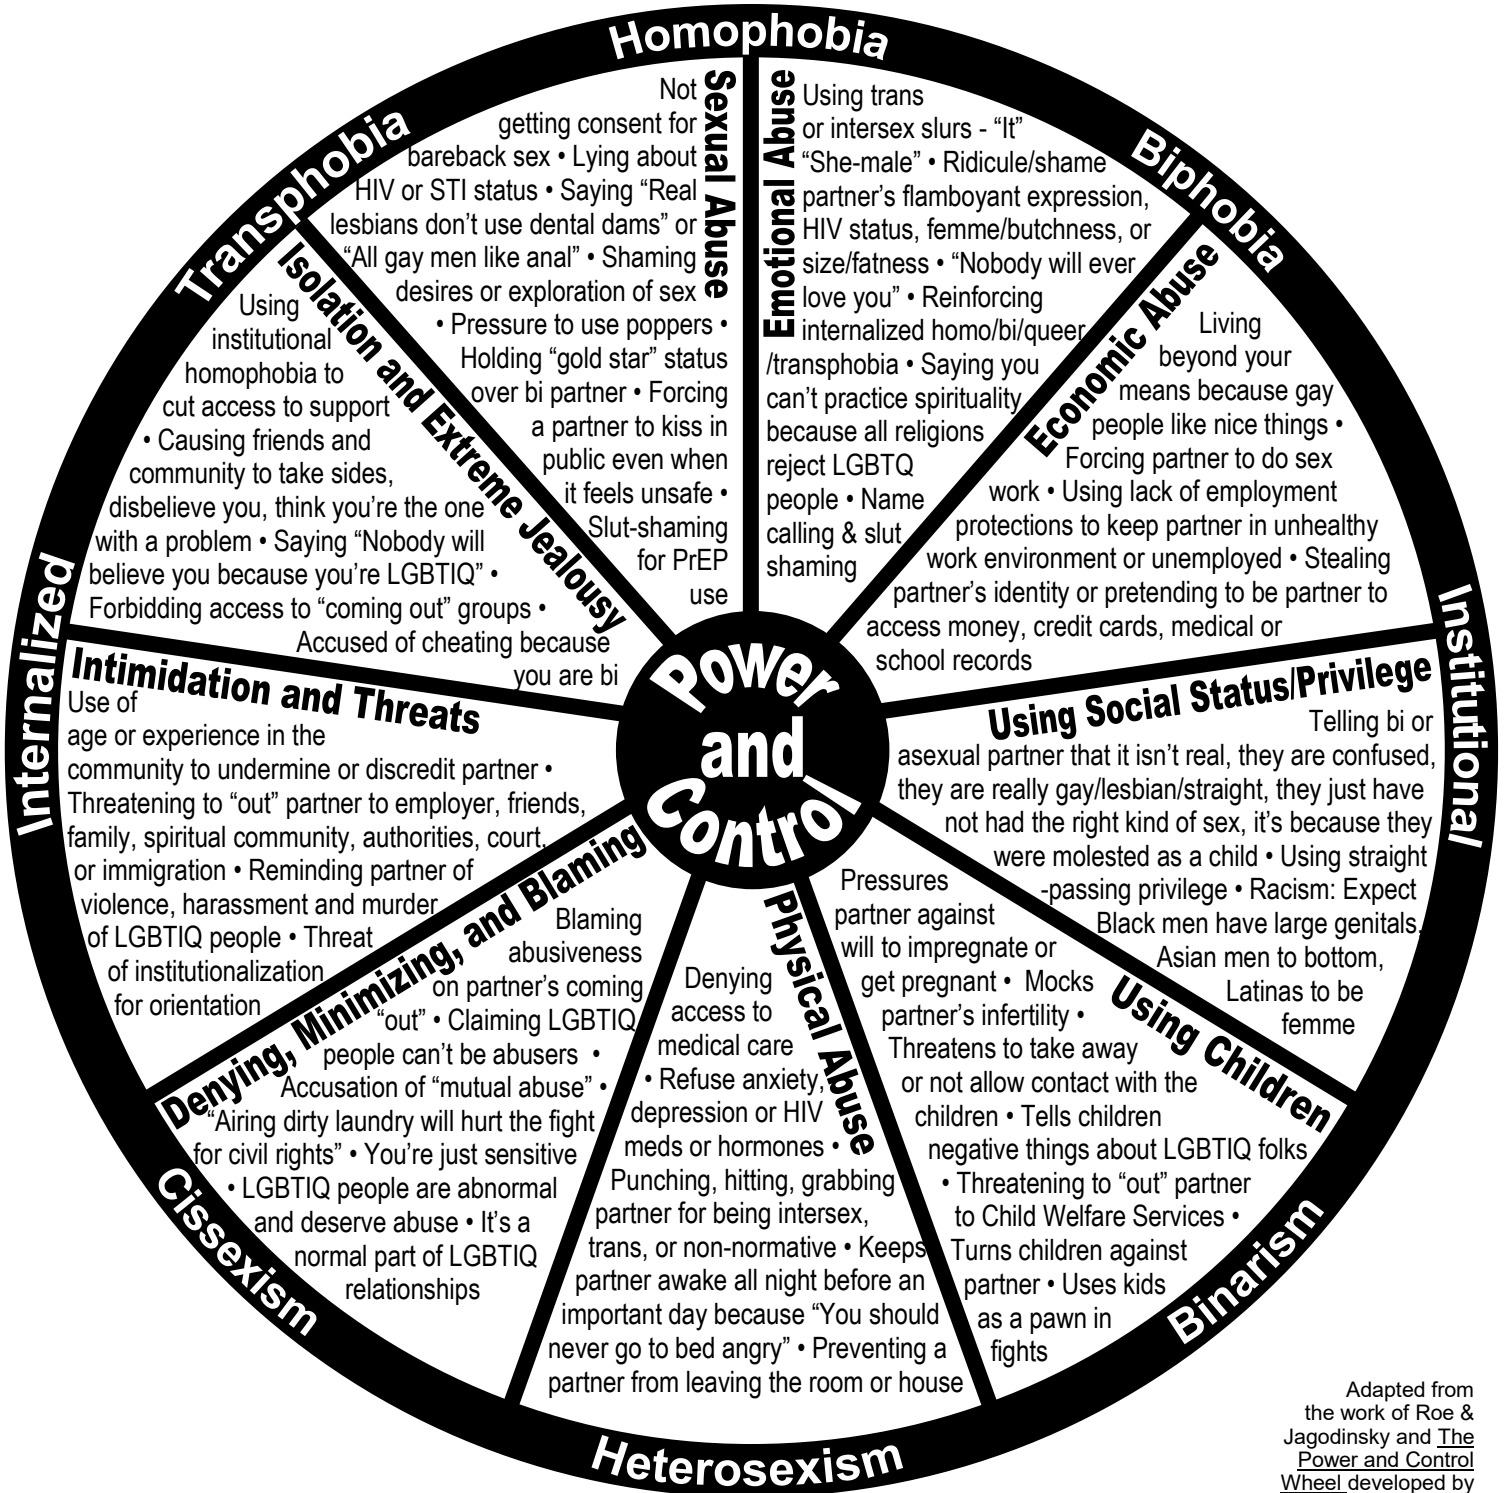 Homophobia
Biphobia
Institutional
Binarism
Heterosexism
Cissexism
Internalized
Transphobia
Power
and
Control
Emotional Abuse
Using trans
or intersex slurs - “It”
“She-male” • Ridicule/shame
partner’s flamboyant expression,
HIV status, femme/butchness, or
size/fatness • “Nobody will ever
love you” • Reinforcing
internalized homo/bi/queer
/transphobia • Saying you
can’t practice spirituality
because all religions
reject LGBTQ
people • Name
calling & slut
shaming
Economic Abuse
Living
beyond your
means because gay
people like nice things •
Forcing partner to do sex
work • Using lack of employment
protections to keep partner in unhealthy
work environment or unemployed • Stealing
partner’s identity or pretending to be partner to
access money, credit cards, medical or
school records
Using Social Status/Privilege
Telling bi or
asexual partner that it isn’t real, they are confused,
they are really gay/lesbian/straight, they just have
not had the right kind of sex, it’s because they
were molested as a child • Using straight
-passing privilege • Racism: Expect
Black men have large genitals.
Asian men to bottom,
Latinas to be
femme
Using Children
Pressures
partner against
will to impregnate or
get pregnant • Mocks
partner’s infertility •
Threatens to take away
or not allow contact with the
children • Tells children
negative things about LGBTIQ folks
• Threatening to “out” partner
to Child Welfare Services •
Turns children against
partner • Uses kids
as a pawn in
fights
Physical Abuse
Denying
access to
medical care
• Refuse anxiety,
depression or HIV
meds or hormones •
Punching, hitting, grabbing
partner for being intersex,
trans, or non-normative • Keeps
partner awake all night before an
important day because “You should
never go to bed angry” • Preventing a
partner from leaving the room or house
Denying, Minimizing, and Blaming
Blaming
abusiveness
on partner’s coming
“out” • Claiming LGBTIQ
people can’t be abusers •
Accusation of “mutual abuse” •
“Airing dirty laundry will hurt the fight
for civil rights” • You’re just sensitive
• LGBTIQ people are abnormal
and deserve abuse • It’s a
normal part of LGBTIQ
relationships
Intimidation and Threats
Use of
age or experience in the
community to undermine or discredit partner •
Threatening to “out” partner to employer, friends,
family, spiritual community, authorities, court,
or immigration • Reminding partner of
violence, harassment and murder
of LGBTIQ people • Threat
of institutionalization
for orientation
Isolation and Extreme Jealousy
Using
institutional
homophobia to
cut access to support
• Causing friends and
community to take sides,
disbelieve you, think you’re the one
with a problem • Saying “Nobody will
believe you because you’re LGBTIQ” •
Forbidding access to “coming out” groups •
Accused of cheating because
you are bi
Sexual Abuse
Not
getting consent for
bareback sex • Lying about
HIV or STI status • Saying “Real
lesbians don’t use dental dams” or
“All gay men like anal” • Shaming
desires or exploration of sex
• Pressure to use poppers •
Holding “gold star” status
over bi partner • Forcing
a partner to kiss in
public even when
it feels unsafe •
Slut-shaming
for PrEP
use
Adapted from
the work of Roe &
Jagodinsky and The
Power and Control
Wheel developed by